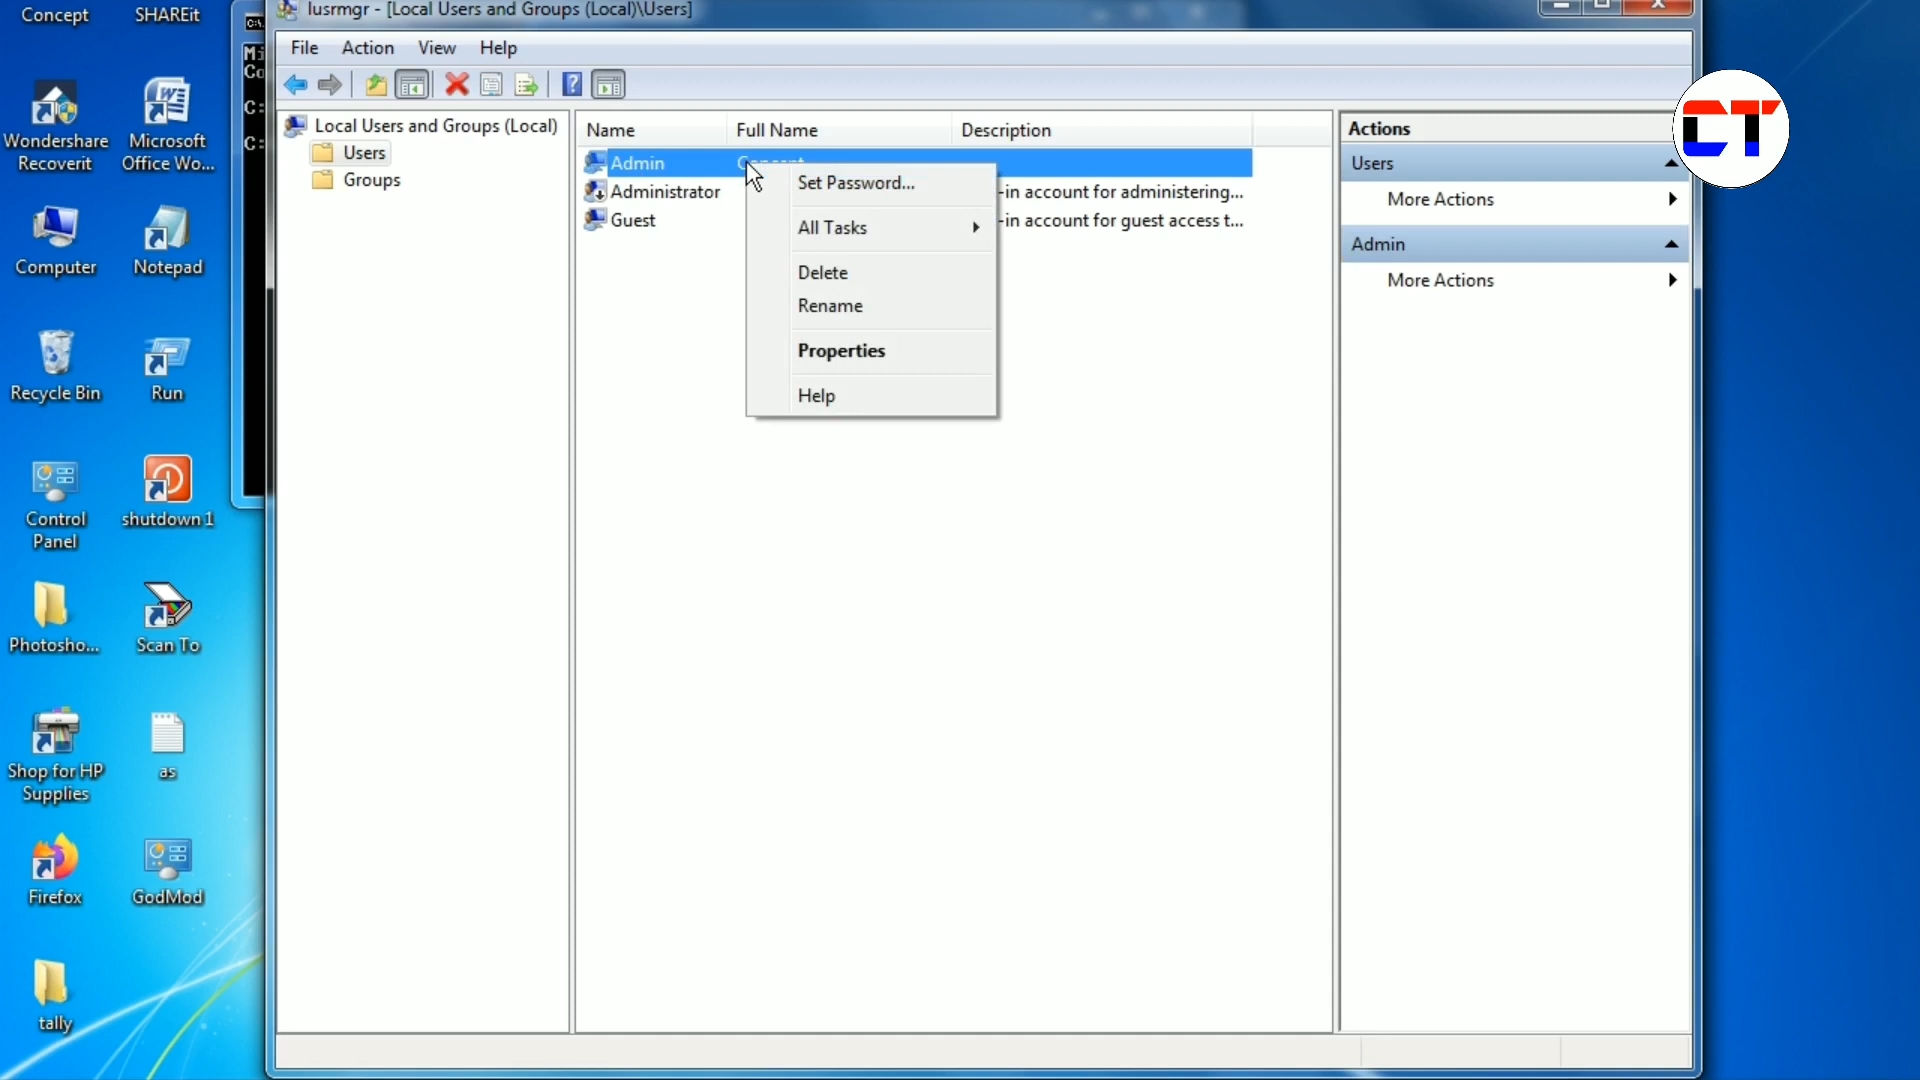 Concept
SHAREit
Wondershare
Recoverit
Microsoft
Office Wo...
Computer
Notepad
Recycle Bin
Run
Control
Panel
shutdown 1
Photosho...
Scan To
Shop for HP
Supplies
as
Firefox
GodMod
tally
C:\.
Mi
Co
C:
C:
lusrmgr - [Local Users and Groups (Local)\Users]
File Action View Help
Local Users and Groups (Local)
Users
Groups
Name Full Name Description
Admin Concept
Administrator -in account for administering...
Guest -in account for guest access t...
Set Password...
All Tasks
Delete
Rename
Properties
Help
Actions
Users
More Actions
Admin
More Actions
CT